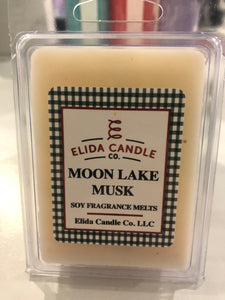 ELIDA CANDLE
CO.
MOON LAKE
MUSK
SOY FRAGRANCE MELTS
Elida Candle Co. LLC